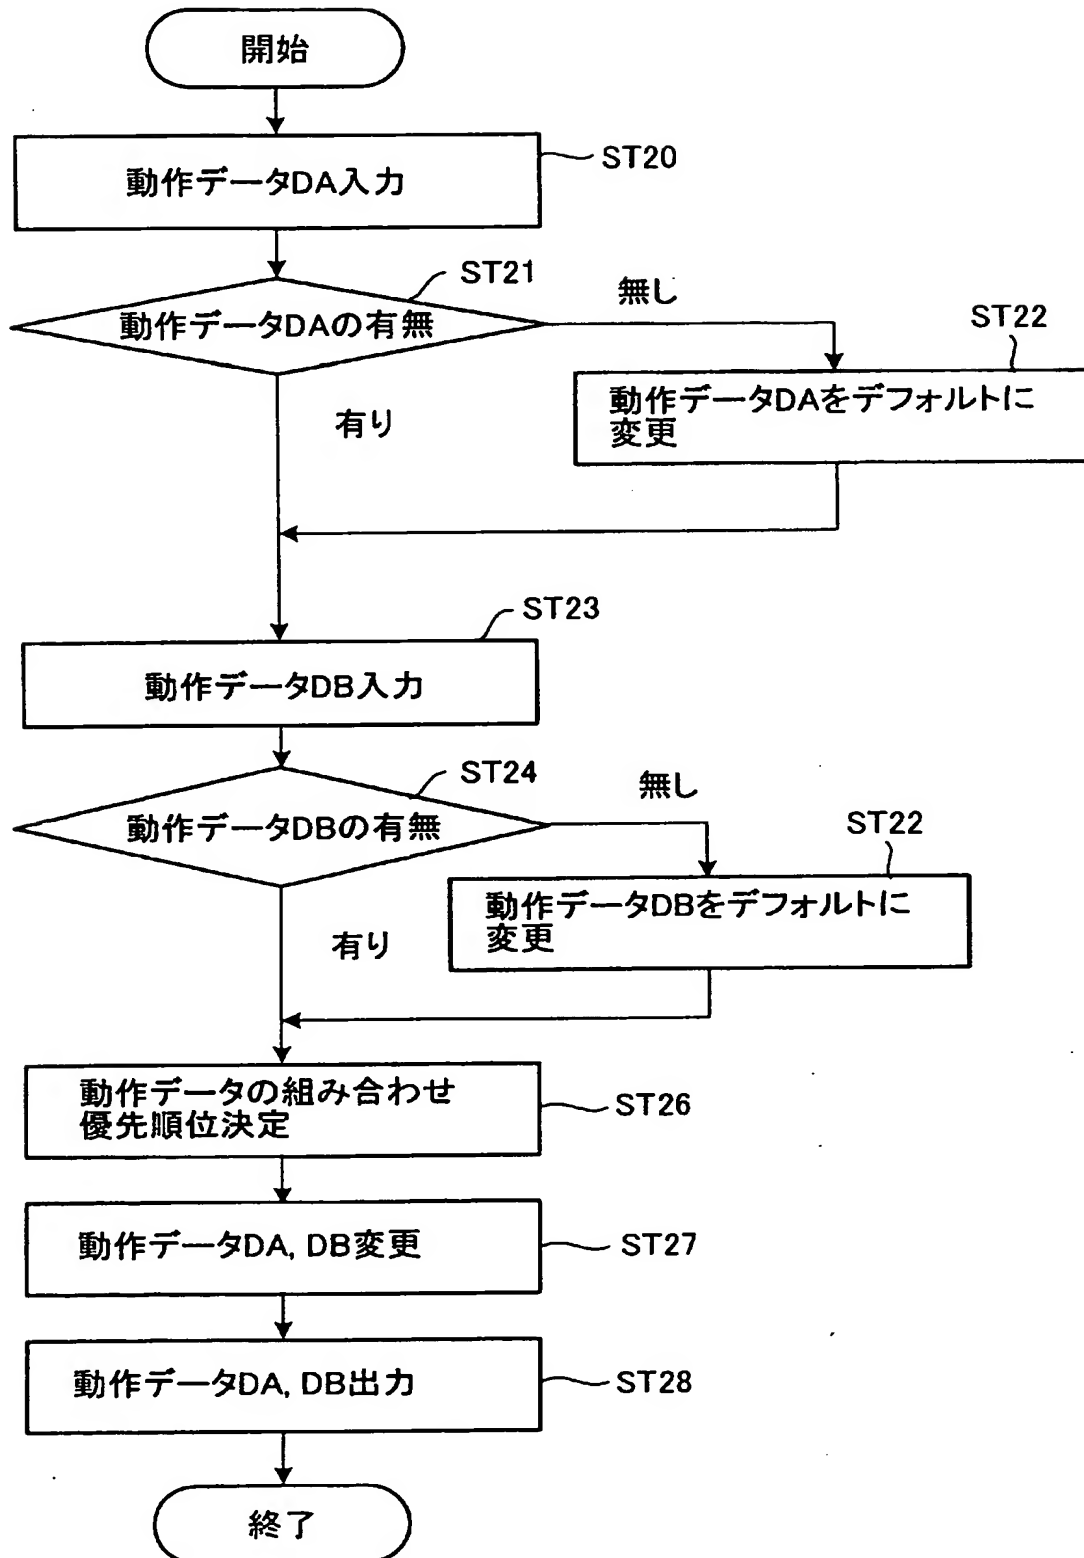 開始
動作データDA入力
ST20
ST21
動作データDAの有無
無し
ST22
動作データDAをデフォルトに
変更
有り
ST23
動作データDB入力
ST24
動作データDBの有無
無し
ST22
動作データDBをデフォルトに
変更
有り
動作データの組み合わせ
優先順位決定
ST26
動作データDA, DB変更
ST27
動作データDA, DB出力
ST28
終了